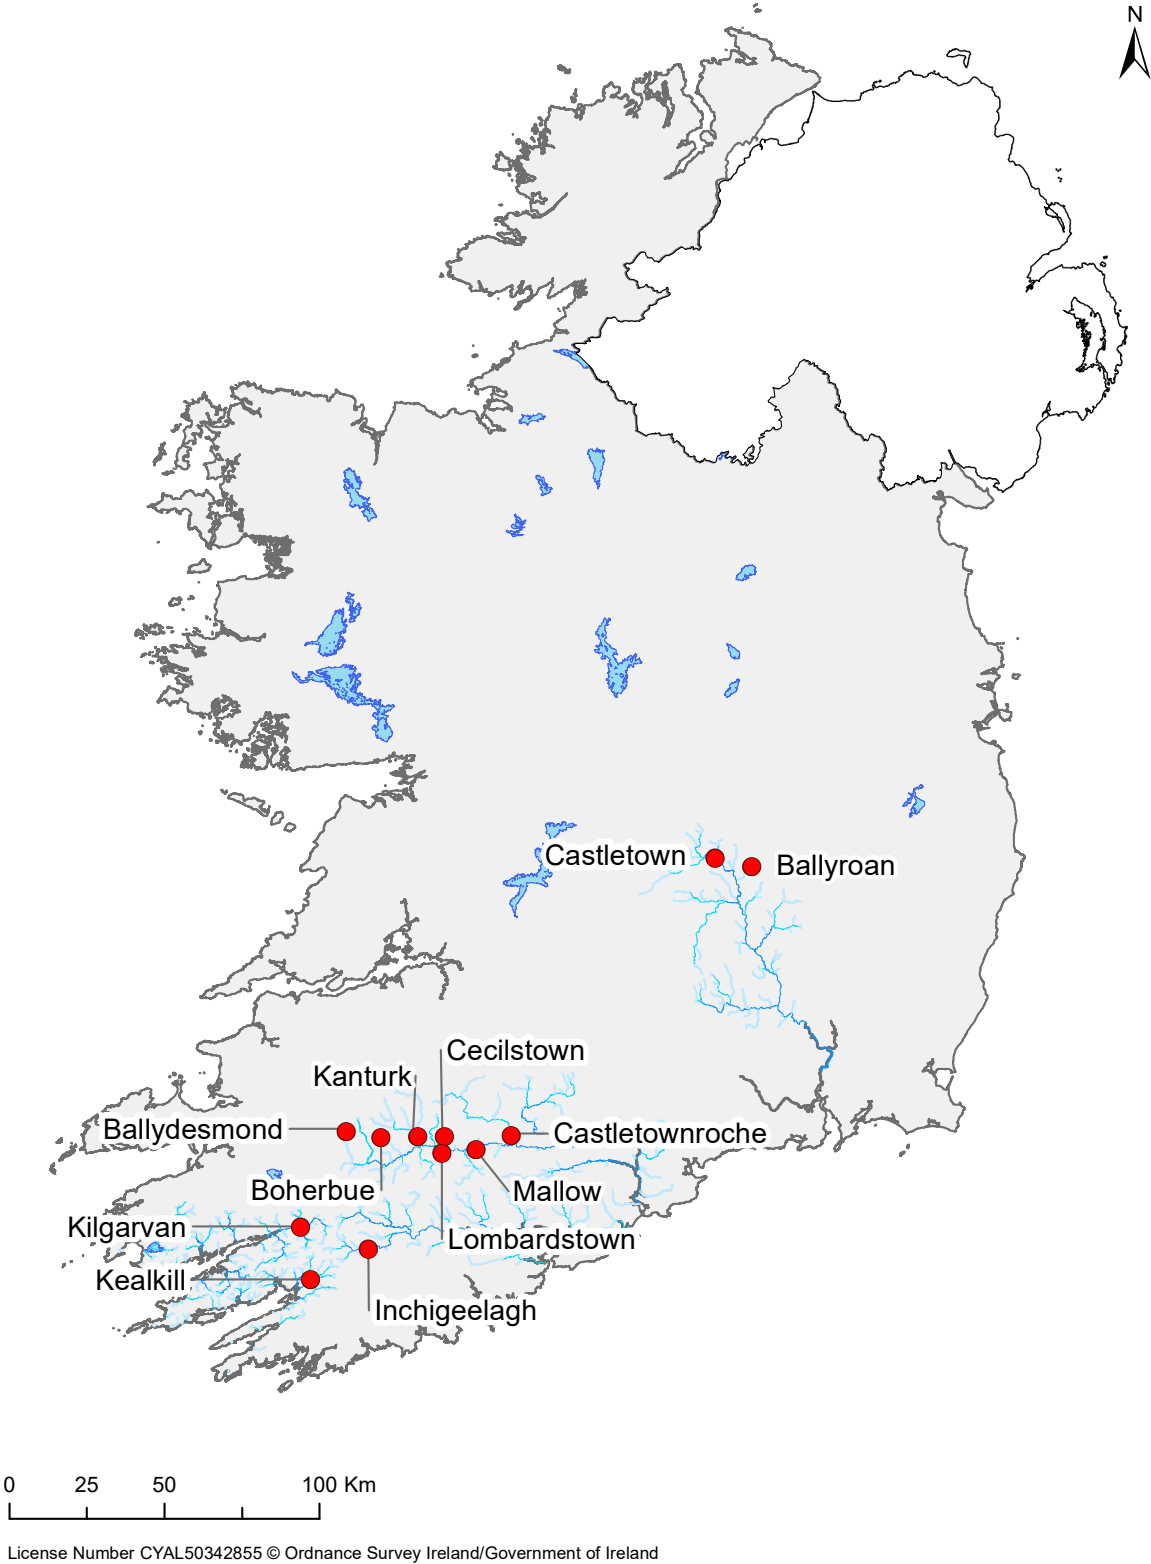 N
Castletown
Ballyroan
Cecilstown
Kanturk
Ballydesmond
Castletownroche
Boherbue
Mallow
Kilgarvan
Lombardstown
Kealkill
Inchigeelagh
0 25 50 100 Km
License Number CYAL50342855 © Ordnance Survey Ireland/Government of Ireland